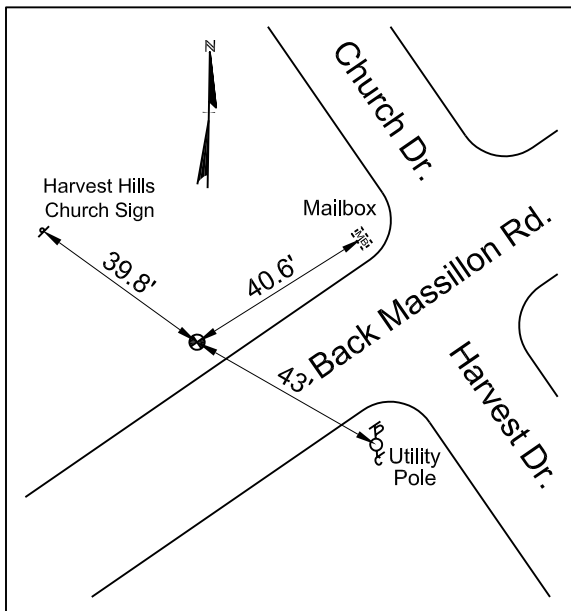 N
Church Dr.
Harvest Hills
Church Sign
Mailbox
MB
39.8'
40.6'
Back Massillon Rd.
43.
Harvest Dr.
Utility
Pole